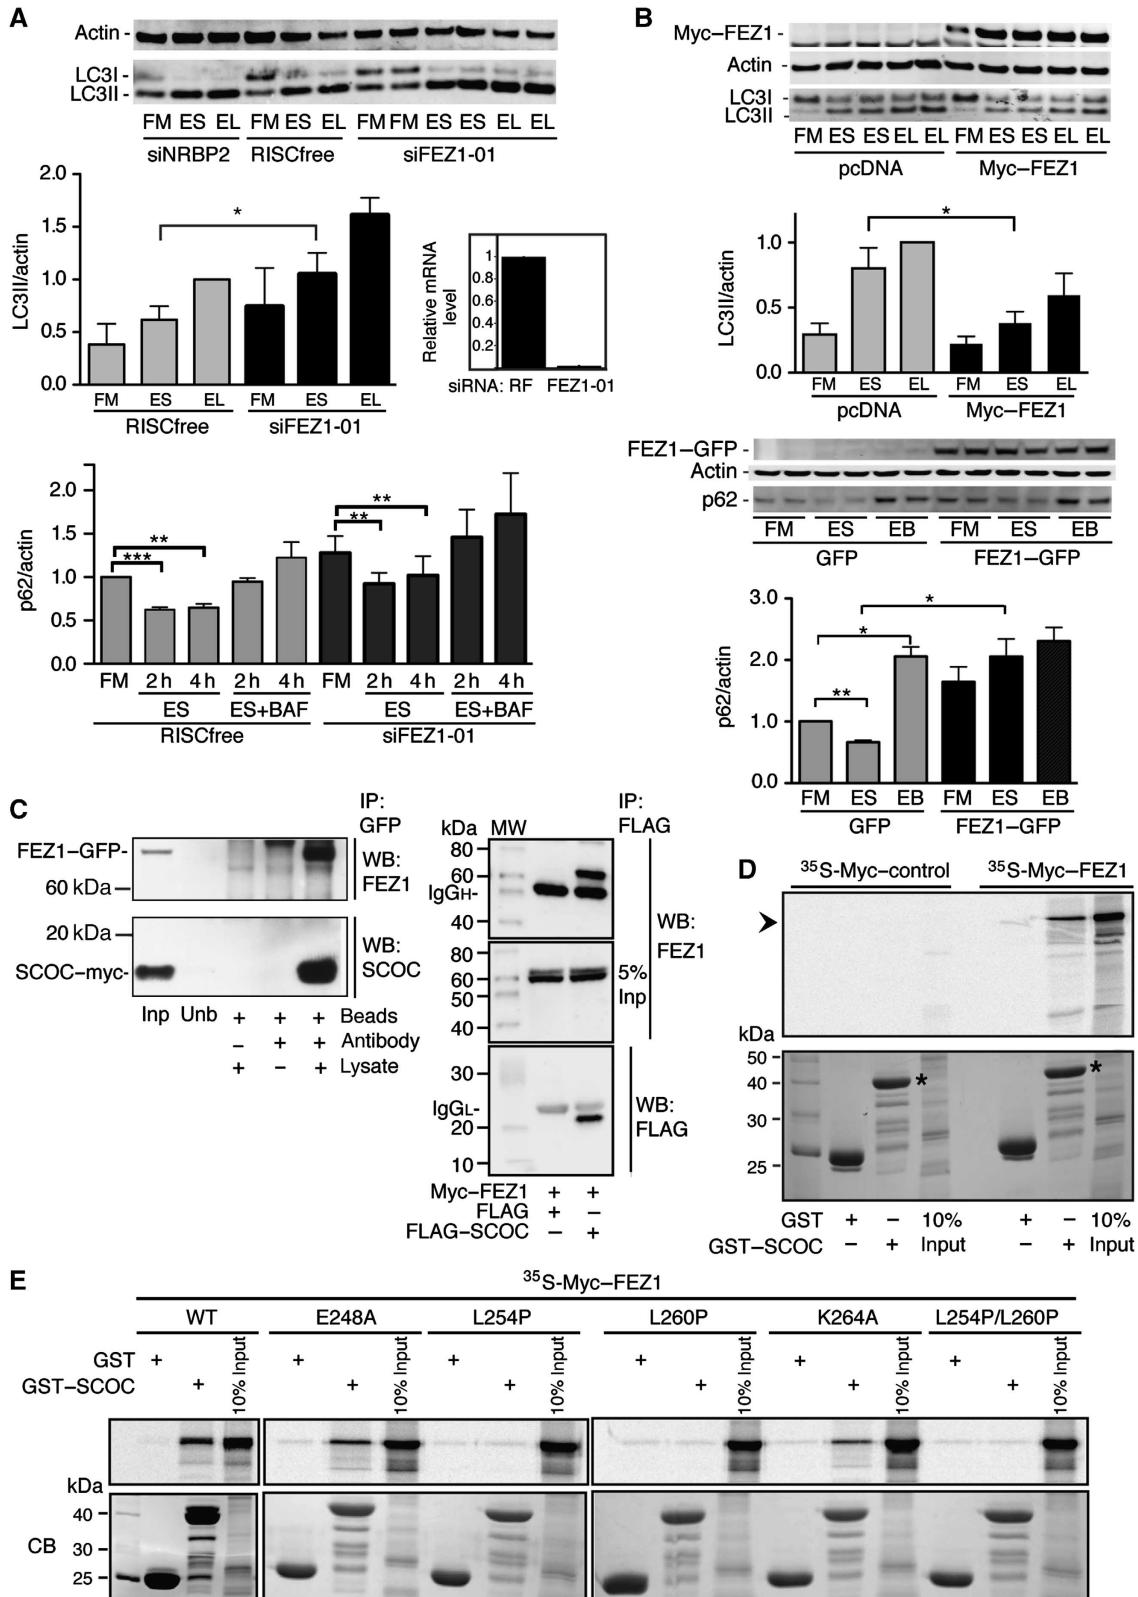 A
Actin -
LC3I -
LC3II -
FM ES EL FM ES EL FM FM ES ES EL EL
siNRBP2 RISCfree siFEZ1-01
2.0
1.5
1.0
0.5
0.0
LC3II/actin
*
FM ES EL FM ES EL
RISCfree siFEZ1-01
Relative mRNA level
1
0.8
0.6
0.4
0.2
siRNA: RF FEZ1-01
p62/actin
2.0
1.5
1.0
0.5
0.0
** ***
** **
FM 2 h 4 h 2 h 4 h FM 2 h 4 h 2 h 4 h
ES ES+BAF ES ES+BAF
RISCfree siFEZ1-01
B
Myc–FEZ1 -
Actin -
LC3I -
LC3II -
FM ES ES EL EL FM ES ES EL EL
pcDNA Myc–FEZ1
LC3II/actin
1.0
0.5
0.0
*
FM ES EL FM ES EL
pcDNA Myc–FEZ1
FEZ1–GFP -
Actin -
p62 -
FM ES EB FM ES EB
GFP FEZ1–GFP
p62/actin
3.0
2.0
1.0
0.0
*
*
**
FM ES EB FM ES EB
GFP FEZ1–GFP
C
IP:
GFP
FEZ1–GFP-
60 kDa
WB:
FEZ1
20 kDa
SCOC–myc-
WB:
SCOC
Inp Unb + + + Beads
– + + Antibody
+ – + Lysate
kDa MW
IP:
FLAG
80
60
IgGH-
40
WB:
FEZ1
80
60
50
40
5%
Inp
30
IgGL-
20
10
WB:
FLAG
Myc–FEZ1 + +
FLAG + –
FLAG–SCOC – +
D
35S-Myc–control 35S-Myc–FEZ1
kDa
50
40
30
25
* *
GST + – 10% + – 10%
GST–SCOC – + Input – + Input
E
35S-Myc–FEZ1
WT E248A L254P L260P K264A L254P/L260P
GST + + + + + +
GST–SCOC + + + + + +
10% Input 10% Input 10% Input 10% Input 10% Input 10% Input
kDa
40
30
25
CB